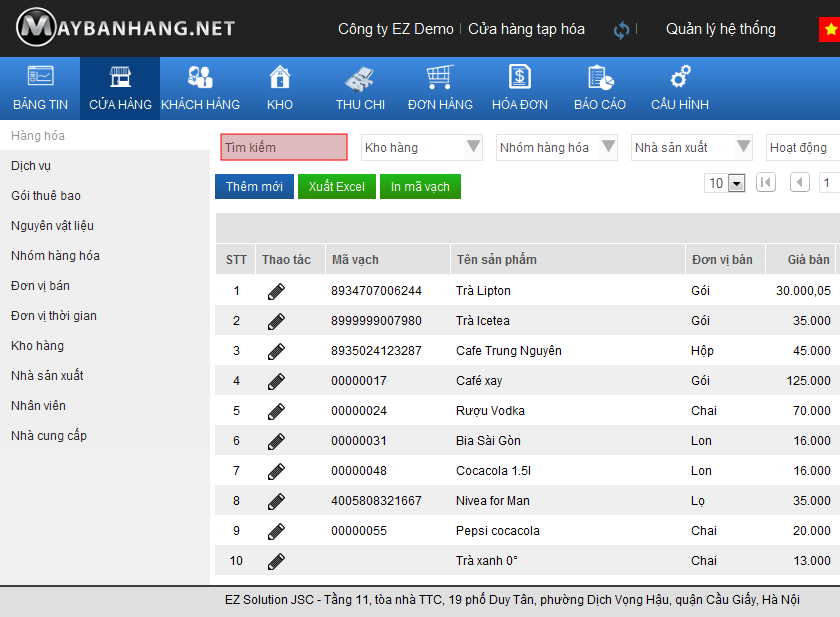 MAYBANHANG.NET
Công ty EZ Demo | Cửa hàng tạp hóa | Quản lý hệ thống
BẢNG TIN CỬA HÀNG KHÁCH HÀNG KHO THU CHI ĐƠN HÀNG HÓA ĐƠN BÁO CÁO CẤU HÌNH
Hàng hóa
Dịch vụ
Gói thuê bao
Nguyên vật liệu
Nhóm hàng hóa
Đơn vị bán
Đơn vị thời gian
Kho hàng
Nhà sản xuất
Nhân viên
Nhà cung cấp
Tìm kiếm Kho hàng Nhóm hàng hóa Nhà sản xuất Hoạt động
Thêm mới Xuất Excel In mã vạch 10 1
STT Thao tác Mã vạch Tên sản phẩm Đơn vị bán Giá bán
1 8934707006244 Trà Lipton Gói 30.000,05
2 8999999007980 Trà Icetea Gói 35.000
3 8935024123287 Cafe Trung Nguyên Hộp 45.000
4 00000017 Café xay Gói 125.000
5 00000024 Rượu Vodka Chai 70.000
6 00000031 Bia Sài Gòn Lon 16.000
7 00000048 Cocacola 1.5l Lon 16.000
8 4005808321667 Nivea for Man Lọ 35.000
9 00000055 Pepsi cocacola Chai 20.000
10 Trà xanh 0° Chai 13.000
EZ Solution JSC - Tầng 11, tòa nhà TTC, 19 phố Duy Tân, phường Dịch Vọng Hậu, quận Cầu Giấy, Hà Nội